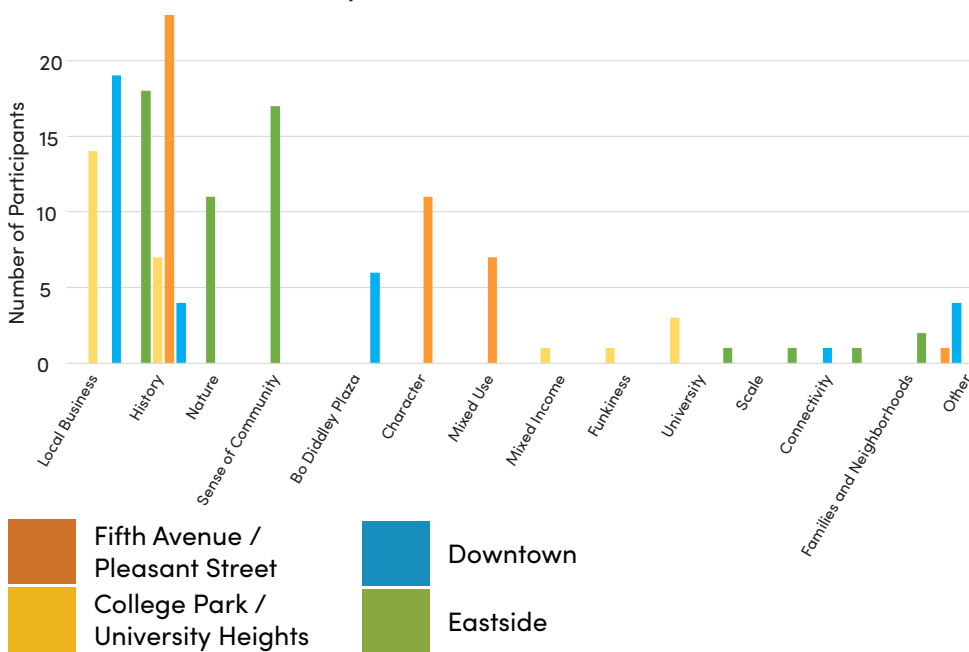 20
15
10
5
0
Number of Participants
Local Business
History
Nature
Sense of Community
Bo Diddley Plaza
Character
Mixed Use
Mixed Income
Funkiness
University
Scale
Connectivity
Families and Neighborhoods
Other
Fifth Avenue /
Pleasant Street
College Park /
University Heights
Downtown
Eastside